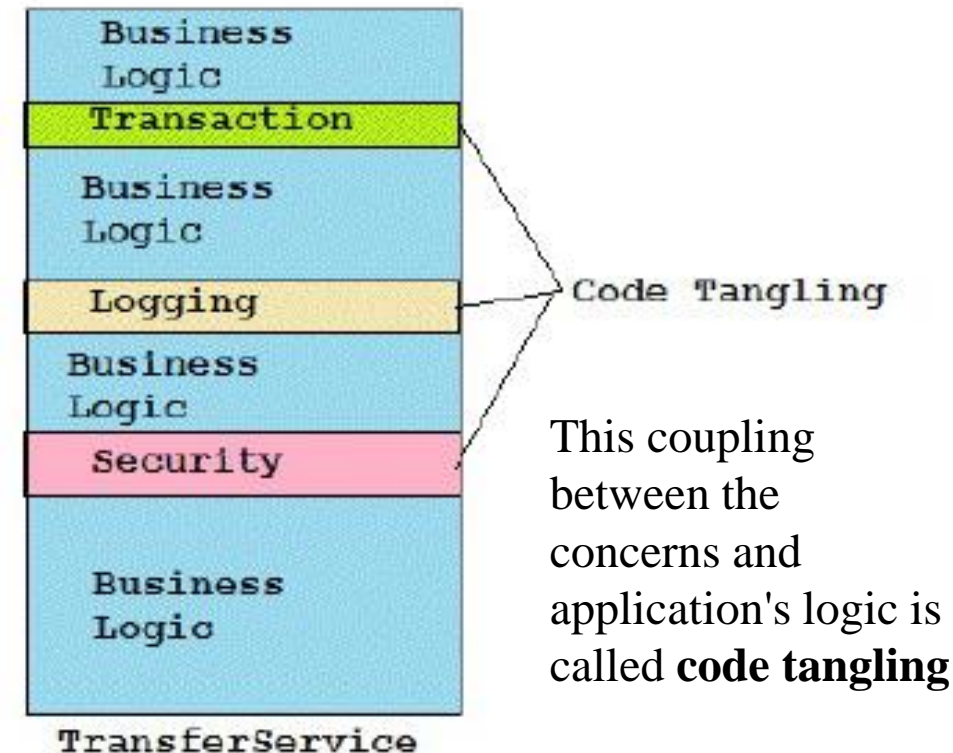 Business
Logic
Transaction
Business
Logic
Logging
Code Tangling
Business
Logic
Security
Business
Logic
TransferService
This coupling
between the
concerns and
application's logic is
called code tangling